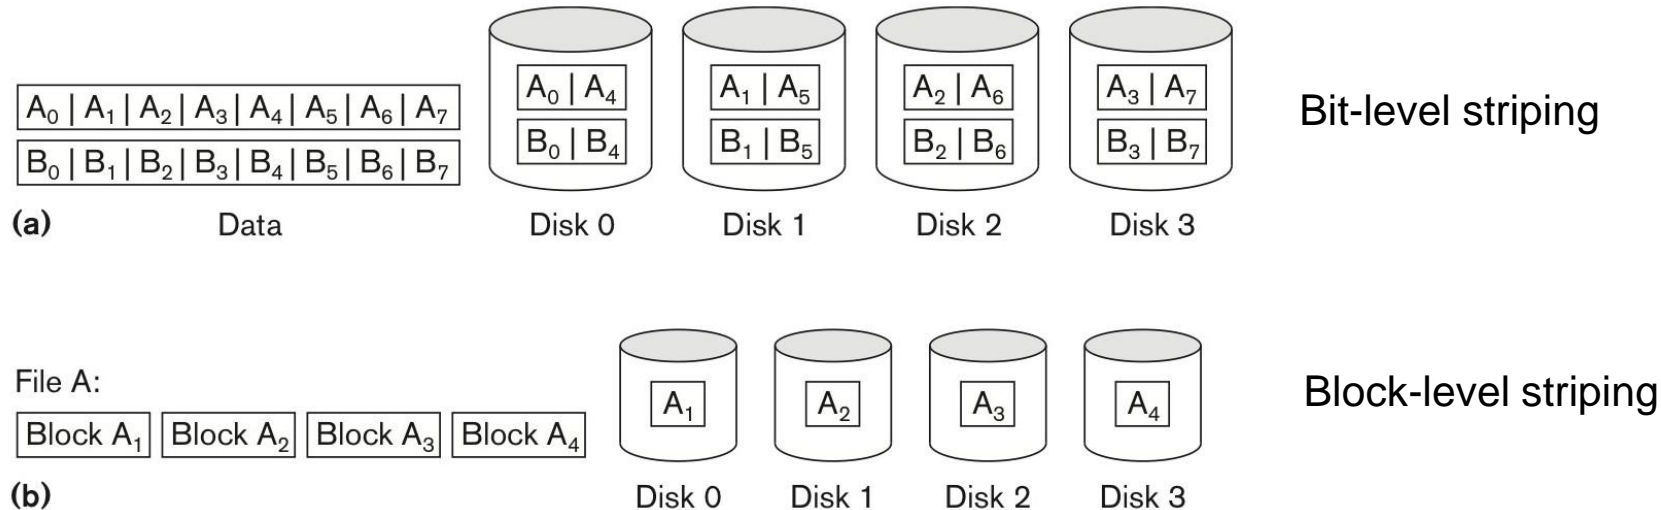 A₀ | A₁ | A₂ | A₃ | A₄ | A₅ | A₆ | A₇
B₀ | B₁ | B₂ | B₃ | B₄ | B₅ | B₆ | B₇
A₀ | A₄
B₀ | B₄
A₁ | A₅
B₁ | B₅
A₂ | A₆
B₂ | B₆
A₃ | A₇
B₃ | B₇
Bit-level striping
(a) Data Disk 0 Disk 1 Disk 2 Disk 3
File A:
Block A₁ Block A₂ Block A₃ Block A₄
A₁ A₂ A₃ A₄
Block-level striping
(b) Disk 0 Disk 1 Disk 2 Disk 3